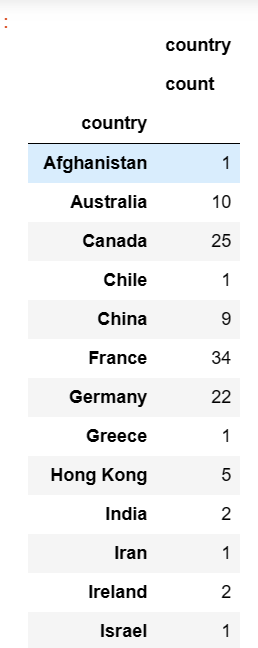 :
country
count
country
Afghanistan 1
Australia 10
Canada 25
Chile 1
China 9
France 34
Germany 22
Greece 1
Hong Kong 5
India 2
Iran 1
Ireland 2
Israel 1